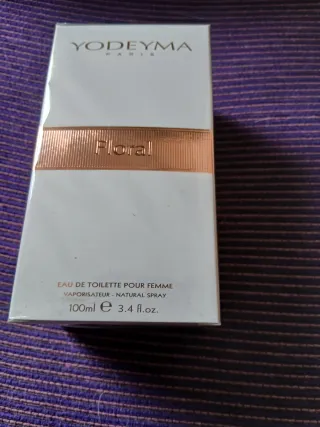 YODEYMA
PARIS
Floral
EAU DE TOILETTE POUR FEMME
VAPORISATEUR - NATURAL SPRAY
100ml ℮ 3.4 fl.oz.